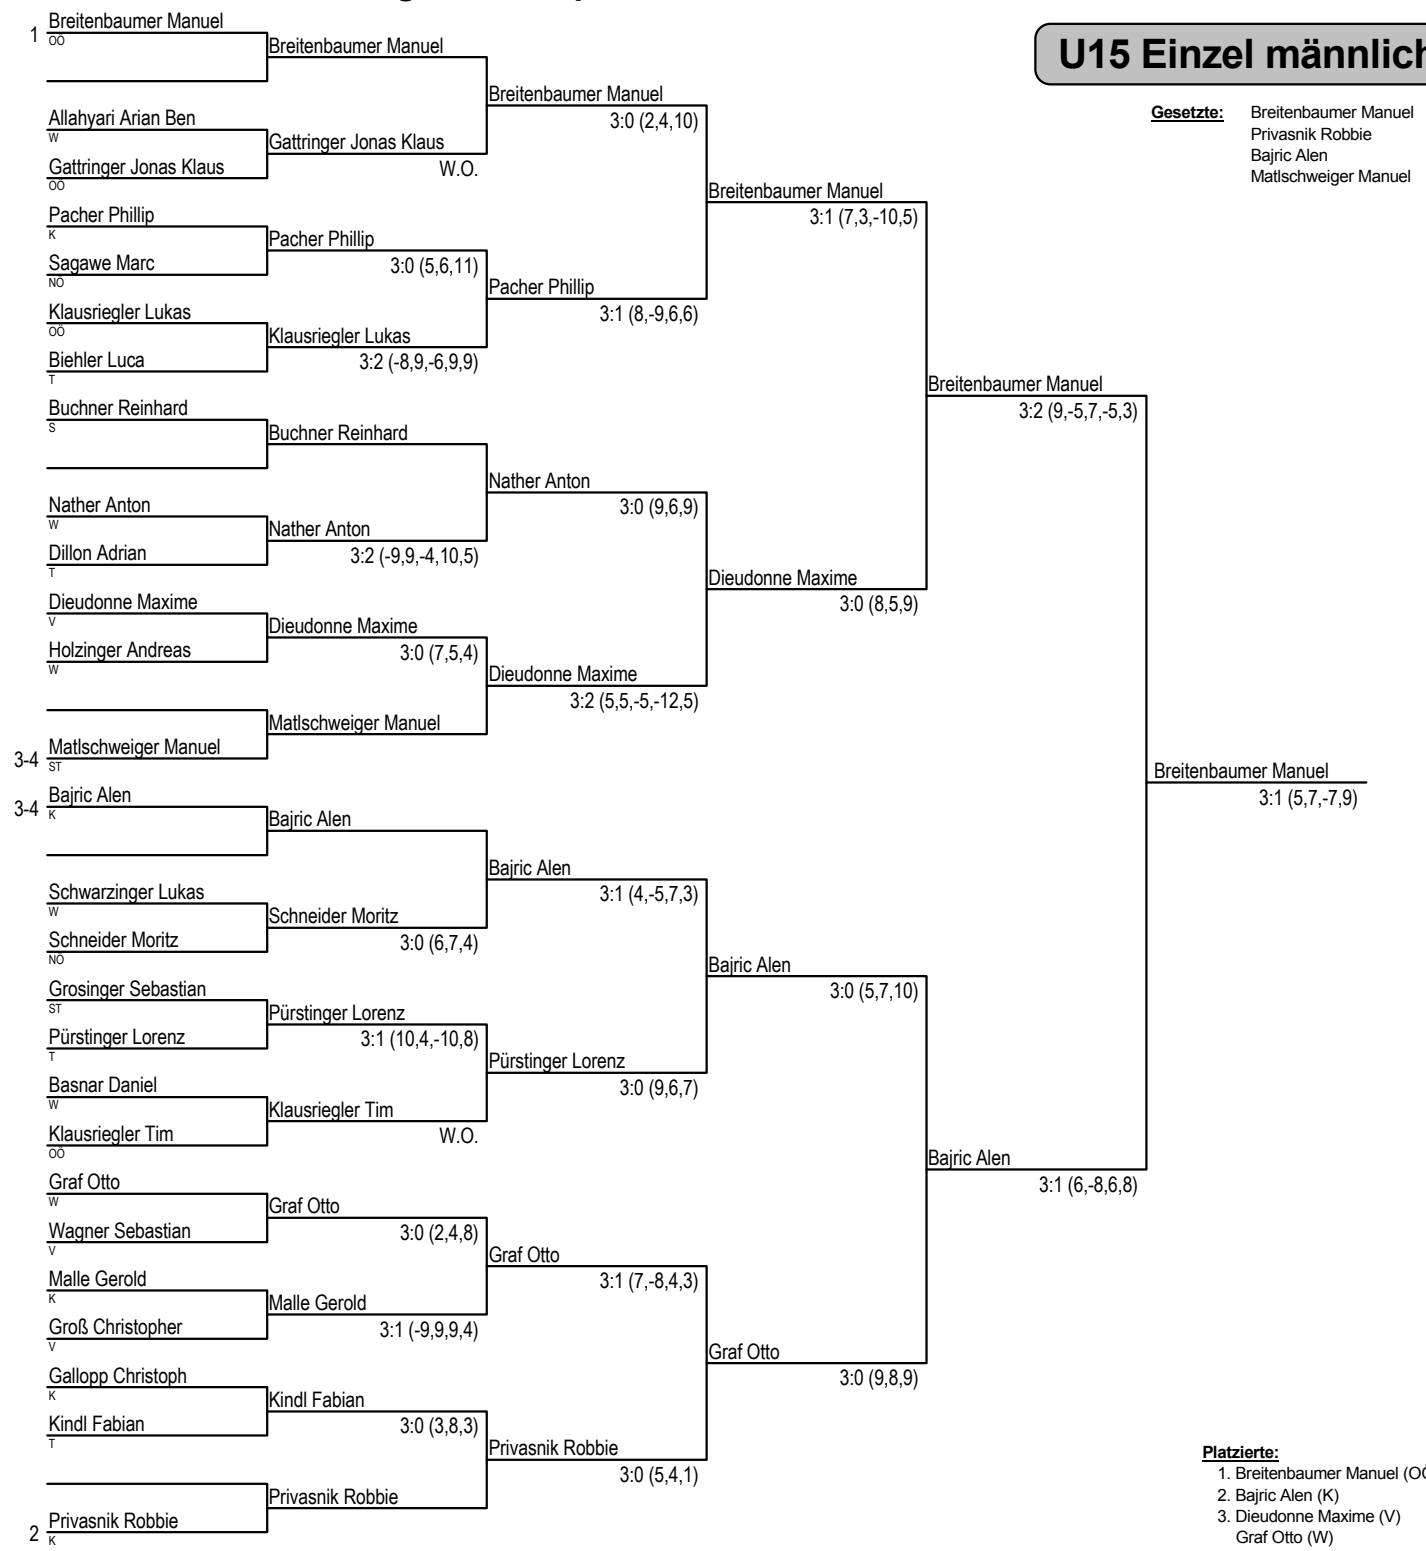 U15 Einzel männlich
Gesetzte: Breitenbaumer Manuel
Privasnik Robbie
Bajric Alen
Matlschweiger Manuel
1 Breitenbaumer Manuel
OÖ
Allahyari Arian Ben
W
Gattringer Jonas Klaus
OÖ
Pacher Phillip
K
Sagawe Marc
NÖ
Klausriegler Lukas
OÖ
Biehler Luca
T
Buchner Reinhard
S
Nather Anton
W
Dillon Adrian
T
Dieudonne Maxime
V
Holzinger Andreas
W
3-4 Matlschweiger Manuel
ST
3-4 Bajric Alen
K
Schwarzinger Lukas
W
Schneider Moritz
NÖ
Grosinger Sebastian
ST
Pürstinger Lorenz
T
Basnar Daniel
W
Klausriegler Tim
OÖ
Graf Otto
W
Wagner Sebastian
V
Malle Gerold
K
Groß Christopher
V
Gallopp Christoph
K
Kindl Fabian
T
2 Privasnik Robbie
K
Breitenbaumer Manuel
Gattringer Jonas Klaus
W.O.
Pacher Phillip
3:0 (5,6,11)
Klausriegler Lukas
3:2 (-8,9,-6,9,9)
Buchner Reinhard
Nather Anton
3:2 (-9,9,-4,10,5)
Dieudonne Maxime
3:0 (7,5,4)
Matlschweiger Manuel
Bajric Alen
Schneider Moritz
3:0 (6,7,4)
Pürstinger Lorenz
3:1 (10,4,-10,8)
Klausriegler Tim
W.O.
Graf Otto
3:0 (2,4,8)
Malle Gerold
3:1 (-9,9,9,4)
Kindl Fabian
3:0 (3,8,3)
Privasnik Robbie
Breitenbaumer Manuel
3:0 (2,4,10)
Pacher Phillip
3:1 (8,-9,6,6)
Nather Anton
3:0 (9,6,9)
Dieudonne Maxime
3:2 (5,5,-5,-12,5)
Bajric Alen
3:1 (4,-5,7,3)
Pürstinger Lorenz
3:0 (9,6,7)
Graf Otto
3:1 (7,-8,4,3)
Privasnik Robbie
3:0 (5,4,1)
Breitenbaumer Manuel
3:1 (7,3,-10,5)
Dieudonne Maxime
3:0 (8,5,9)
Bajric Alen
3:0 (5,7,10)
Graf Otto
3:0 (9,8,9)
Breitenbaumer Manuel
3:2 (9,-5,7,-5,3)
Bajric Alen
3:1 (6,-8,6,8)
Breitenbaumer Manuel
3:1 (5,7,-7,9)
Platzierte:
1. Breitenbaumer Manuel (OÖ
2. Bajric Alen (K)
3. Dieudonne Maxime (V)
Graf Otto (W)